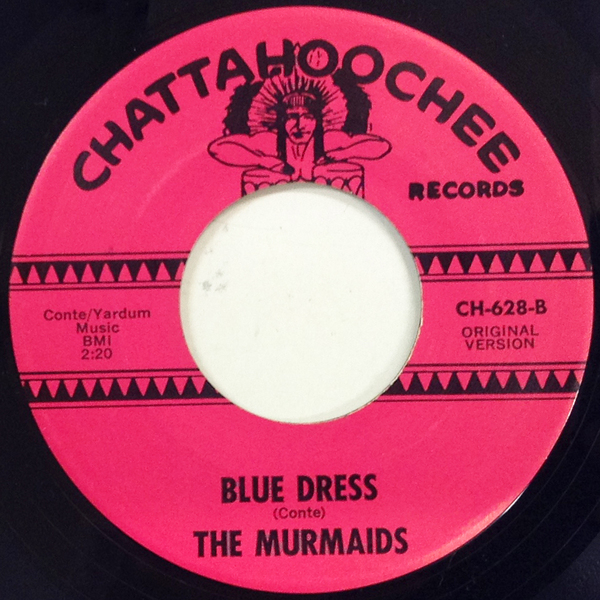 CHATTAHOOCHEE
RECORDS
Conte/Yardum
Music
BMI
2:20
CH-628-B
ORIGINAL
VERSION
BLUE DRESS
(Conte)
THE MURMAIDS